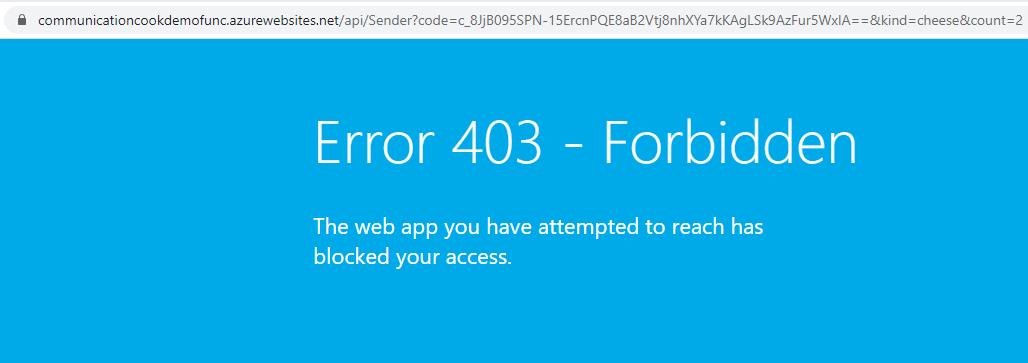 communicationcookdemofunc.azurewebsites.net/api/Sender?code=c_8JjB095SPN-15ErcnPQE8aB2Vtj8nhXYa7kKAgLSk9AzFur5WxIA==&kind=cheese&count=2
Error 403 - Forbidden
The web app you have attempted to reach has
blocked your access.